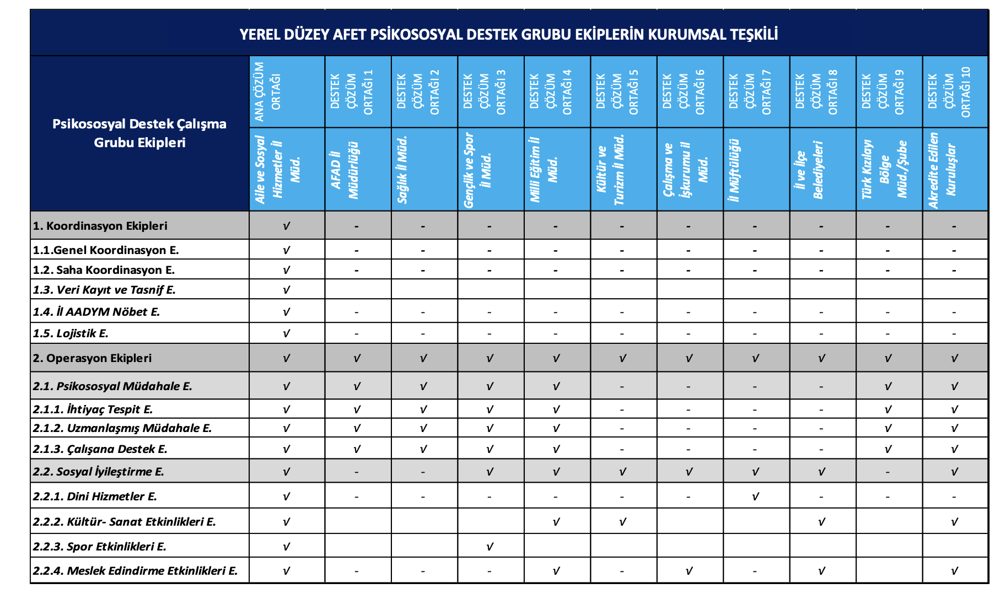 YEREL DÜZEY AFET PSİKOSOSYAL DESTEK GRUBU EKİPLERİN KURUMSAL TEŞKİLİ
Psikososyal Destek Çalışma
Grubu Ekipleri
ANA ÇÖZÜM
ORTAĞI
DESTEK
ÇÖZÜM
ORTAĞI 1
DESTEK
ÇÖZÜM
ORTAĞI 2
DESTEK
ÇÖZÜM
ORTAĞI 3
DESTEK
ÇÖZÜM
ORTAĞI 4
DESTEK
ÇÖZÜM
ORTAĞI 5
DESTEK
ÇÖZÜM
ORTAĞI 6
DESTEK
ÇÖZÜM
ORTAĞI 7
DESTEK
ÇÖZÜM
ORTAĞI 8
DESTEK
ÇÖZÜM
ORTAĞI 9
DESTEK
ÇÖZÜM
ORTAĞI 10
Aile ve Sosyal
Hizmetler İl
Müd.
AFAD İl
Müdürlüğü
Sağlık İl Müd.
Gençlik ve Spor
İl Müd.
Milli Eğitim İl
Müd.
Kültür ve
Turizm İl Müd.
Çalışma ve
İşkurumu il
Müd.
İl Müftülüğü
İl ve İlçe
Belediyeleri
Türk Kızılayı
Bölge
Müd./Şube
Akredite Edilen
Kuruluşlar
1. Koordinasyon Ekipleri √ - - - - - - - - - -
1.1.Genel Koordinasyon E. √ - - - - - - - - - -
1.2. Saha Koordinasyon E. √ - - - - - - - - - -
1.3. Veri Kayıt ve Tasnif E. √
1.4. İl AADYM Nöbet E. √ - - - - - - - - - -
1.5. Lojistik E. √ - - - - - - - - - -
2. Operasyon Ekipleri √ √ √ √ √ √ √ √ √ √ √
2.1. Psikososyal Müdahale E. √ √ √ √ √ - - - - √ √
2.1.1. İhtiyaç Tespit E. √ √ √ √ √ - - - - √ √
2.1.2. Uzmanlaşmış Müdahale E. √ √ √ √ √ - - - - √ √
2.1.3. Çalışana Destek E. √ √ √ √ √ - - - - √ √
2.2. Sosyal İyileştirme E. √ - - √ √ √ √ √ √ - √
2.2.1. Dini Hizmetler E. √ - - - - - - √ - - -
2.2.2. Kültür- Sanat Etkinlikleri E. √ √ √ √ √
2.2.3. Spor Etkinlikleri E. √ √
2.2.4. Meslek Edindirme Etkinlikleri E. √ - - - √ - √ - √ √